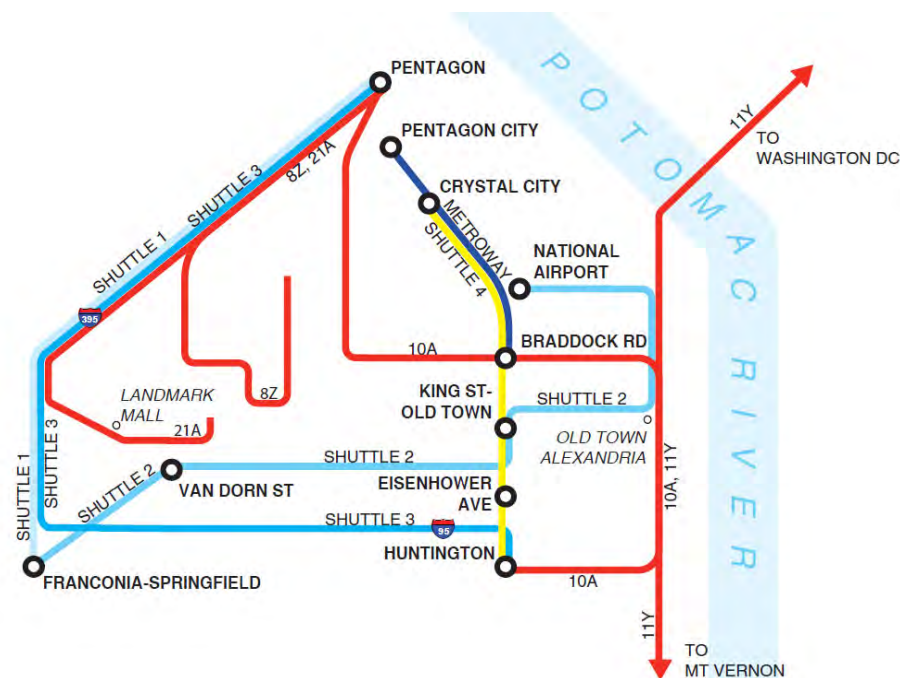 PENTAGON
POTOMAC RIVER
11Y
TO
WASHINGTON DC
PENTAGON CITY
8Z, 21A
SHUTTLE 3
SHUTTLE 1
CRYSTAL CITY
METROWAY
SHUTTLE 4
NATIONAL
AIRPORT
395
10A
BRADDOCK RD
LANDMARK
MALL
8Z
KING ST-
OLD TOWN
SHUTTLE 2
21A
OLD TOWN
ALEXANDRIA
SHUTTLE 1
SHUTTLE 3
SHUTTLE 2
VAN DORN ST
SHUTTLE 2
EISENHOWER
AVE
10A, 11Y
SHUTTLE 3
95
HUNTINGTON
FRANCONIA-SPRINGFIELD
10A
11Y
TO
MT VERNON